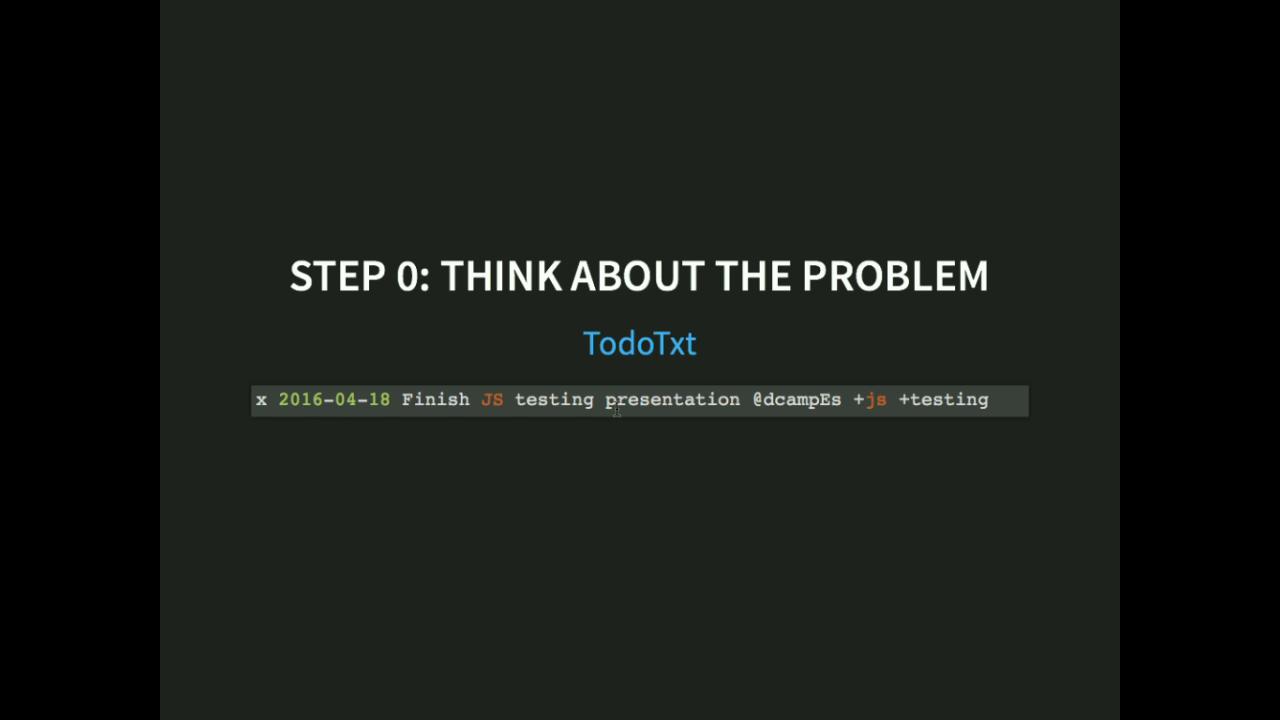 STEP 0: THINK ABOUT THE PROBLEM
TodoTxt
x 2016-04-18 Finish JS testing presentation @dcampEs +js +testing